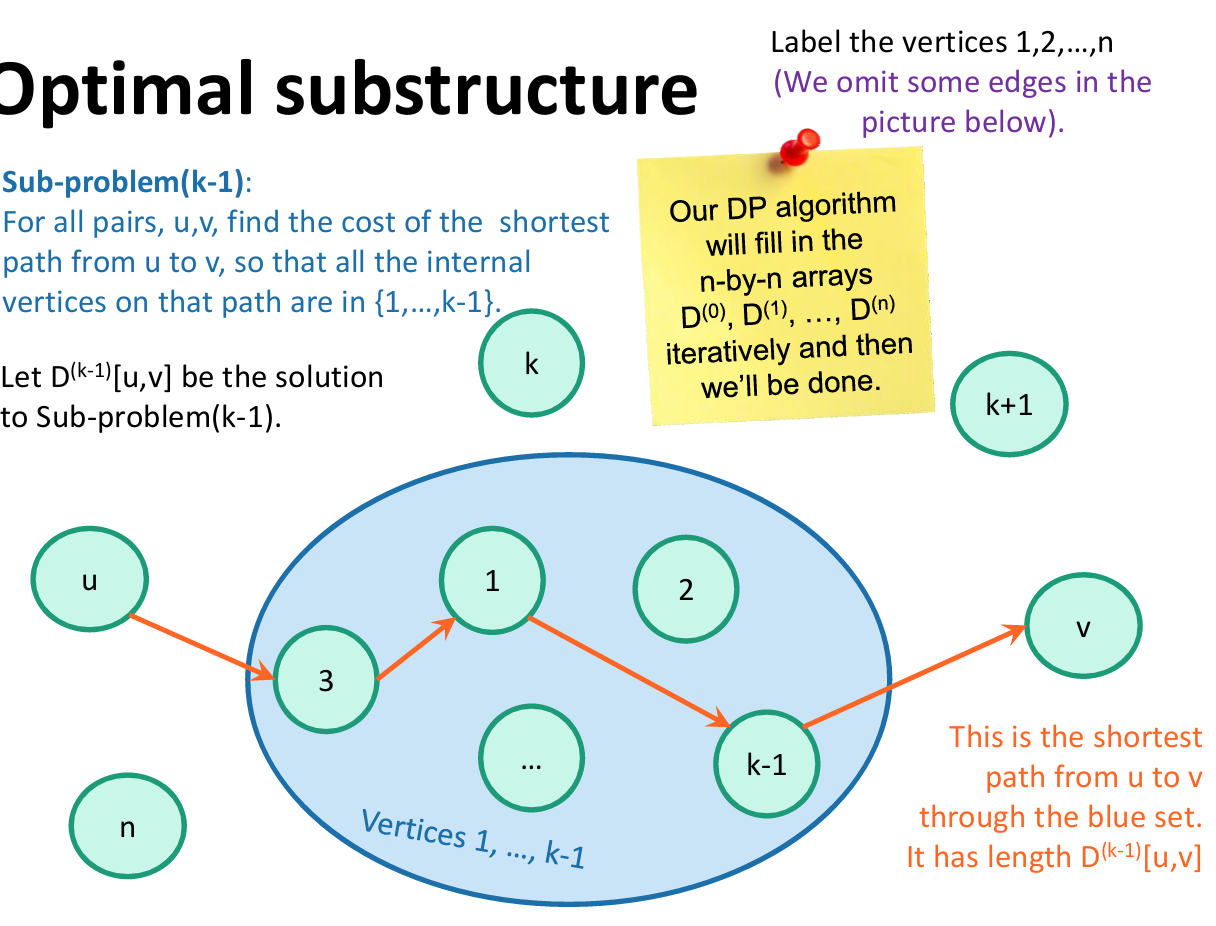 Optimal substructure
Label the vertices 1,2,…,n
(We omit some edges in the
picture below).
Sub-problem(k-1):
For all pairs, u,v, find the cost of the shortest
path from u to v, so that all the internal
vertices on that path are in {1,…,k-1}.
Let D(k-1)[u,v] be the solution
to Sub-problem(k-1).
Our DP algorithm
will fill in the
n-by-n arrays
D(0), D(1), …, D(n)
iteratively and then
we’ll be done.
k
k+1
u
1
2
v
3
…
k-1
n
Vertices 1, …, k-1
This is the shortest
path from u to v
through the blue set.
It has length D(k-1)[u,v]